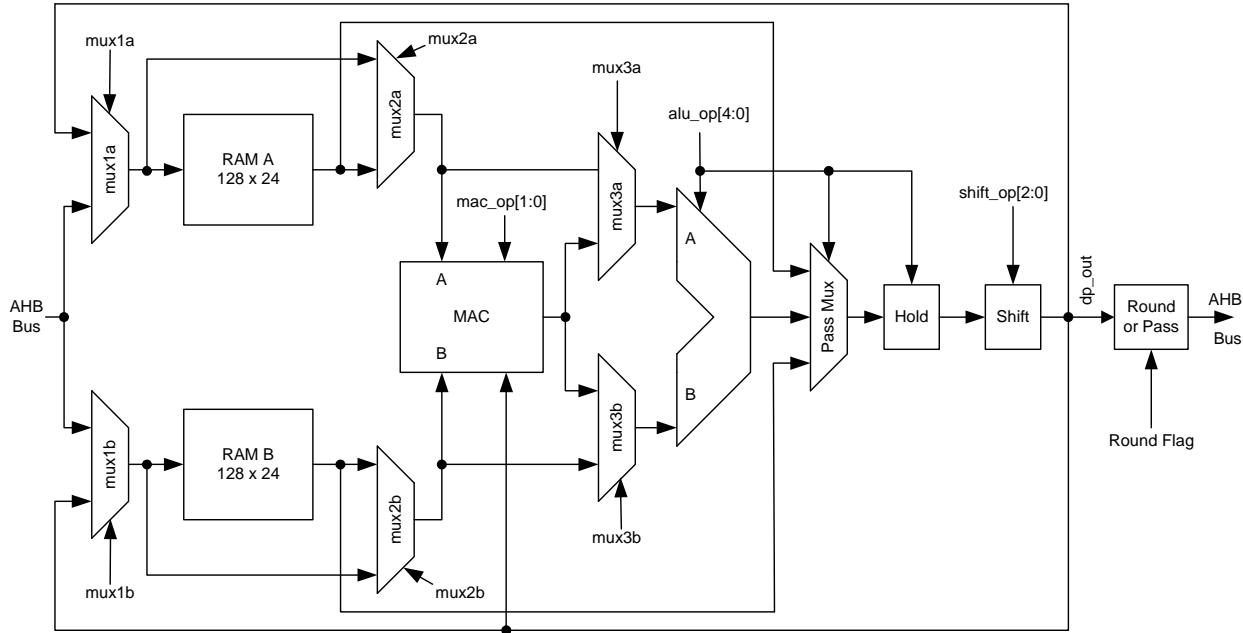 mux1a
mux2a
mux2a
mux3a
alu_op[4:0]
mux1a
RAM A
128 x 24
mux3a
mac_op[1:0]
shift_op[2:0]
A
A
AHB
Bus
MAC
Pass Mux
Hold
Shift
dp_out
Round
or Pass
AHB
Bus
B
B
mux1b
RAM B
128 x 24
mux2b
mux3b
Round Flag
mux3b
mux1b
mux2b